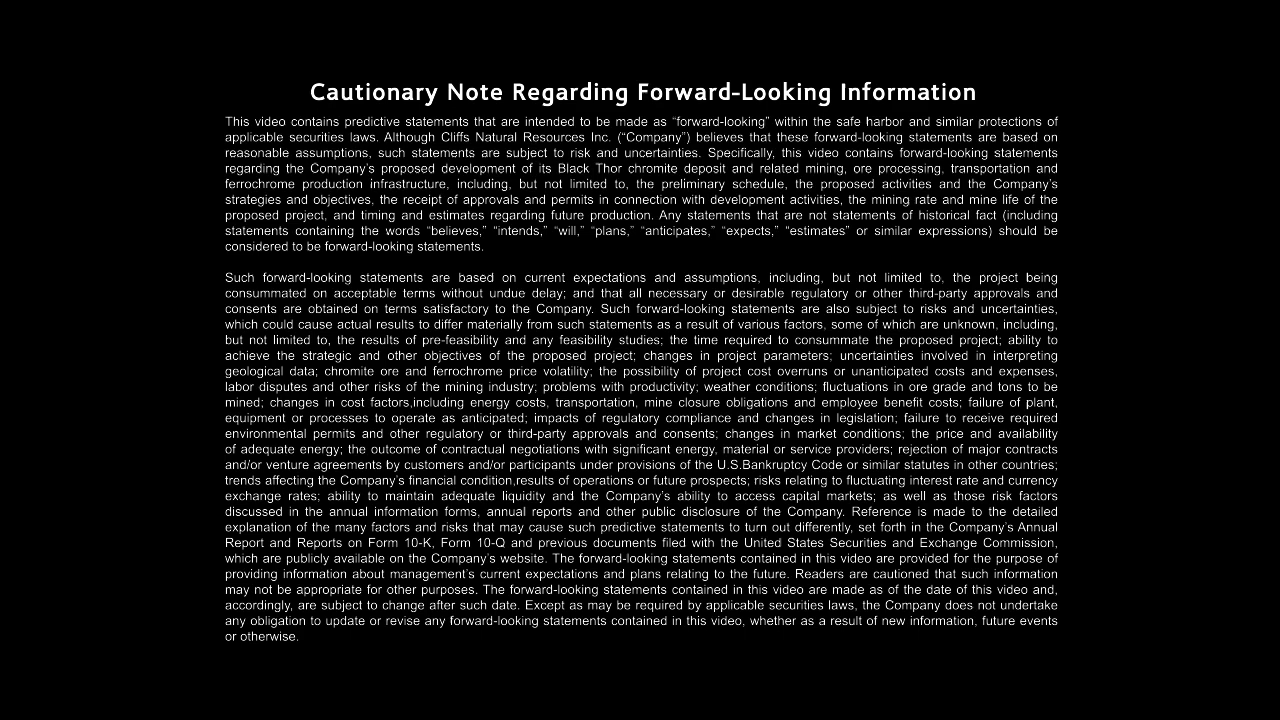 Cautionary Note Regarding Forward-Looking Information
This video contains predictive statements that are intended to be made as “forward-looking” within the safe harbor and similar protections of
applicable securities laws. Although Cliffs Natural Resources Inc. (“Company”) believes that these forward-looking statements are based on
reasonable assumptions, such statements are subject to risk and uncertainties. Specifically, this video contains forward-looking statements
regarding the Company’s proposed development of its Black Thor chromite deposit and related mining, ore processing, transportation and
ferrochrome production infrastructure, including, but not limited to, the preliminary schedule, the proposed activities and the Company’s
strategies and objectives, the receipt of approvals and permits in connection with development activities, the mining rate and mine life of the
proposed project, and timing and estimates regarding future production. Any statements that are not statements of historical fact (including
statements containing the words “believes,” “intends,” “will,” “plans,” “anticipates,” “expects,” “estimates” or similar expressions) should be
considered to be forward-looking statements.
Such forward-looking statements are based on current expectations and assumptions, including, but not limited to, the project being
consummated on acceptable terms without undue delay; and that all necessary or desirable regulatory or other third-party approvals and
consents are obtained on terms satisfactory to the Company. Such forward-looking statements are also subject to risks and uncertainties,
which could cause actual results to differ materially from such statements as a result of various factors, some of which are unknown, including,
but not limited to, the results of pre-feasibility and any feasibility studies; the time required to consummate the proposed project; ability to
achieve the strategic and other objectives of the proposed project; changes in project parameters; uncertainties involved in interpreting
geological data; chromite ore and ferrochrome price volatility; the possibility of project cost overruns or unanticipated costs and expenses,
labor disputes and other risks of the mining industry; problems with productivity; weather conditions; fluctuations in ore grade and tons to be
mined; changes in cost factors,including energy costs, transportation, mine closure obligations and employee benefit costs; failure of plant,
equipment or processes to operate as anticipated; impacts of regulatory compliance and changes in legislation; failure to receive required
environmental permits and other regulatory or third-party approvals and consents; changes in market conditions; the price and availability
of adequate energy; the outcome of contractual negotiations with significant energy, material or service providers; rejection of major contracts
and/or venture agreements by customers and/or participants under provisions of the U.S.Bankruptcy Code or similar statutes in other countries;
trends affecting the Company’s financial condition,results of operations or future prospects; risks relating to fluctuating interest rate and currency
exchange rates; ability to maintain adequate liquidity and the Company’s ability to access capital markets; as well as those risk factors
discussed in the annual information forms, annual reports and other public disclosure of the Company. Reference is made to the detailed
explanation of the many factors and risks that may cause such predictive statements to turn out differently, set forth in the Company’s Annual
Report and Reports on Form 10-K, Form 10-Q and previous documents filed with the United States Securities and Exchange Commission,
which are publicly available on the Company’s website. The forward-looking statements contained in this video are provided for the purpose of
providing information about management’s current expectations and plans relating to the future. Readers are cautioned that such information
may not be appropriate for other purposes. The forward-looking statements contained in this video are made as of the date of this video and,
accordingly, are subject to change after such date. Except as may be required by applicable securities laws, the Company does not undertake
any obligation to update or revise any forward-looking statements contained in this video, whether as a result of new information, future events
or otherwise.